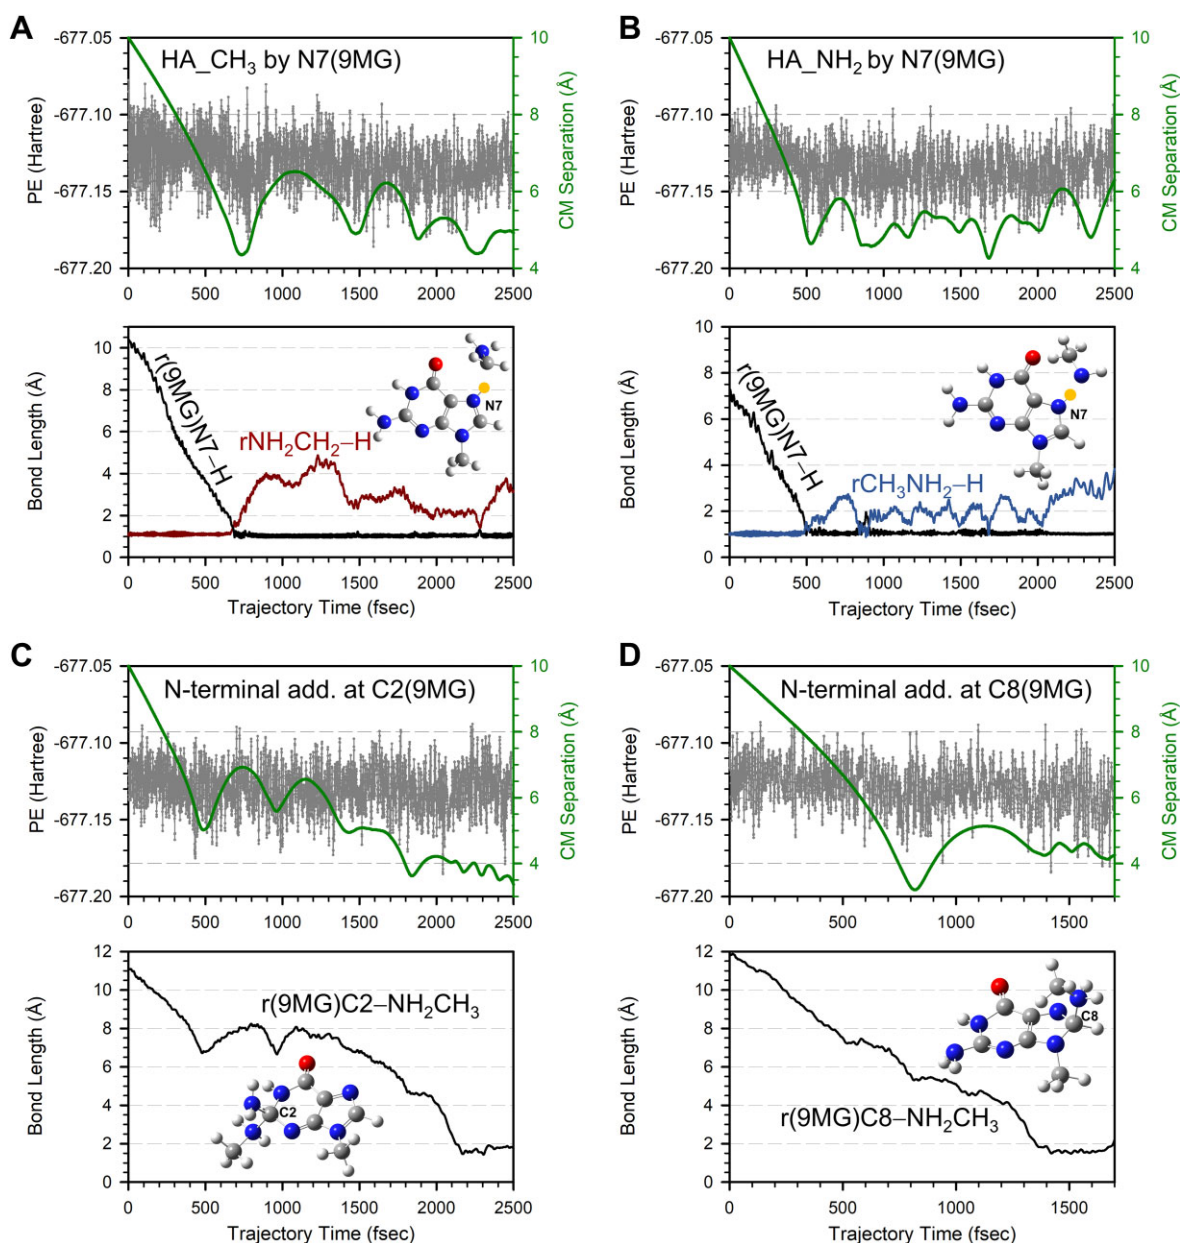 A
HA_CH3 by N7(9MG)
PE (Hartree)
-677.05
-677.10
-677.15
-677.20
CM Separation (Å)
10
8
6
4
0 500 1000 1500 2000 2500
Bond Length (Å)
10
8
6
4
2
0
r(9MG)N7–H
rNH2CH2–H
N7
0 500 1000 1500 2000 2500
Trajectory Time (fsec)
B
HA_NH2 by N7(9MG)
PE (Hartree)
-677.05
-677.10
-677.15
-677.20
CM Separation (Å)
10
8
6
4
0 500 1000 1500 2000 2500
Bond Length (Å)
10
8
6
4
2
0
r(9MG)N7–H
rCH3NH2–H
N7
0 500 1000 1500 2000 2500
Trajectory Time (fsec)
C
N-terminal add. at C2(9MG)
PE (Hartree)
-677.05
-677.10
-677.15
-677.20
CM Separation (Å)
10
8
6
4
0 500 1000 1500 2000 2500
Bond Length (Å)
12
10
8
6
4
2
0
r(9MG)C2–NH2CH3
C2
0 500 1000 1500 2000 2500
Trajectory Time (fsec)
D
N-terminal add. at C8(9MG)
PE (Hartree)
-677.05
-677.10
-677.15
-677.20
CM Separation (Å)
10
8
6
4
0 500 1000 1500
Bond Length (Å)
12
10
8
6
4
2
0
C8
r(9MG)C8–NH2CH3
0 500 1000 1500
Trajectory Time (fsec)